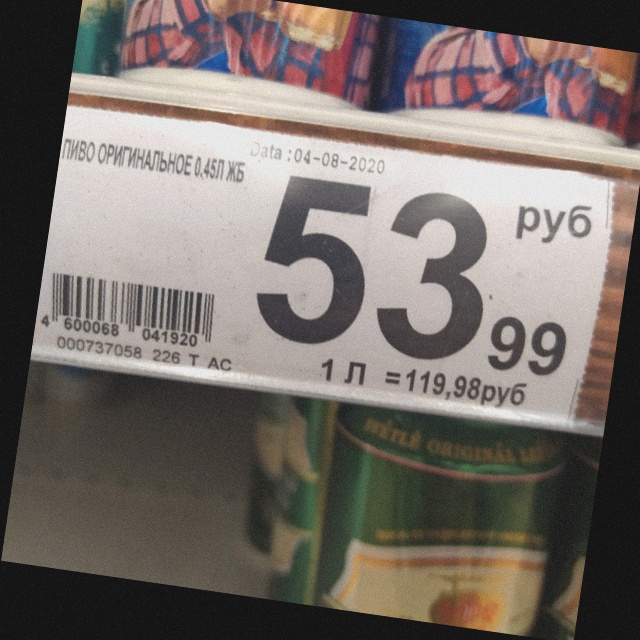 ПИВО ОРИГИНАЛЬНОЕ 0.45Л ЖБ
Data :04-08-2020
53 99 руб
4 600068 041920
000737058 226 Т АС
1 Л =119,98руб